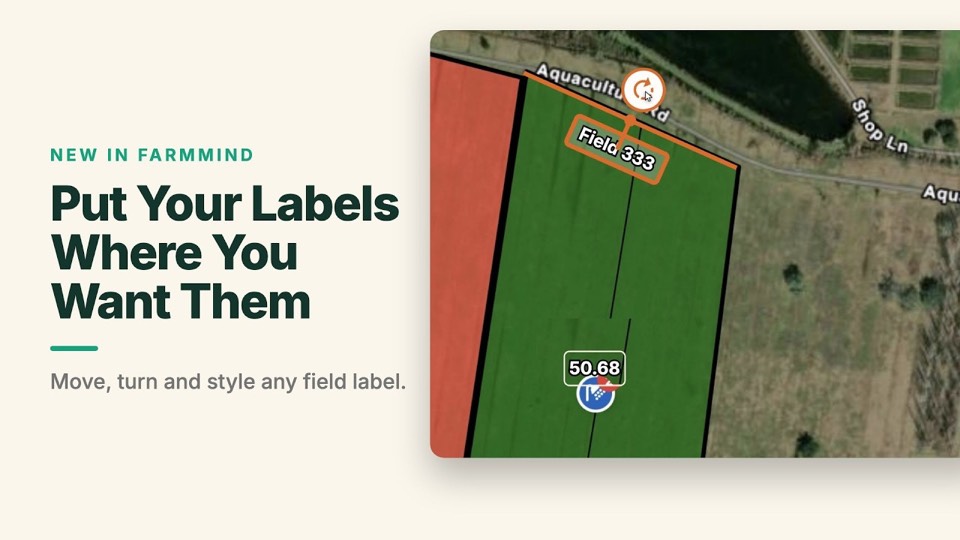 NEW IN FARMMIND
Put Your Labels
Where You
Want Them
Move, turn and style any field label.
Rd
Shop Ln
Field 333
50.68